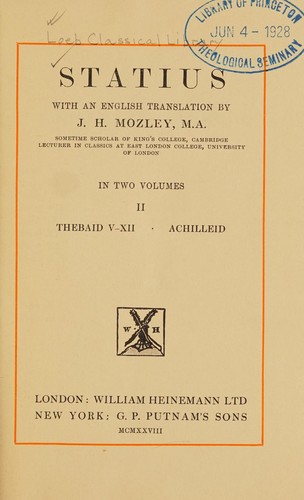 Loeb Classical Library
LIBRARY OF PRINCETON
JUN 4 - 1928
THEOLOGICAL SEMINARY
STATIUS
WITH AN ENGLISH TRANSLATION BY
J. H. MOZLEY, M.A.
SOMETIME SCHOLAR OF KING'S COLLEGE, CAMBRIDGE
LECTURER IN CLASSICS AT EAST LONDON COLLEGE, UNIVERSITY
OF LONDON
IN TWO VOLUMES
II
THEBAID V–XII · ACHILLEID
W H
LONDON: WILLIAM HEINEMANN LTD
NEW YORK: G. P. PUTNAM'S SONS
MCMXXVIII